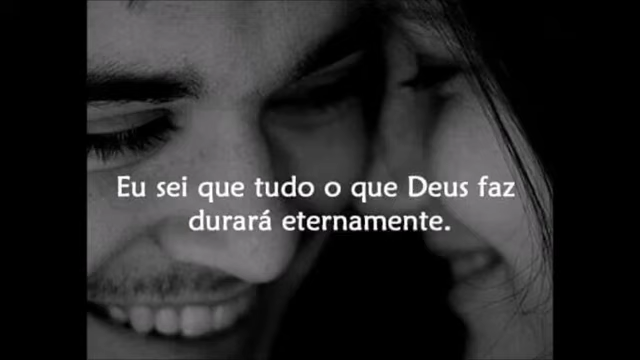 Eu sei que tudo o que Deus faz
durará eternamente.